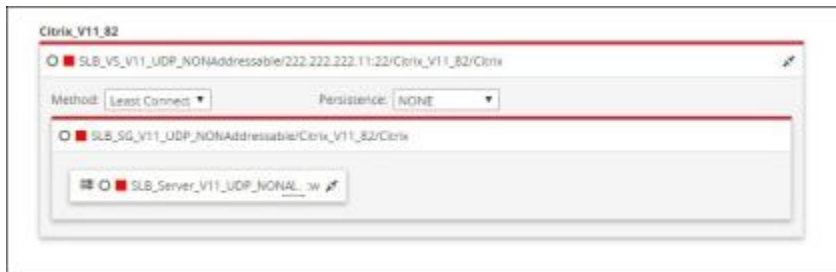 Citrix_V11_82
SLB_VS_V11_UDP_NONAddressable/222.222.222.11:22/Citrix_V11_82/Citrix
Method: Least Connect Persistence: NONE
SLB_SG_V11_UDP_NONAddressable/Citrix_V11_82/Citrix
SLB_Server_V11_UDP_NONAL... :w